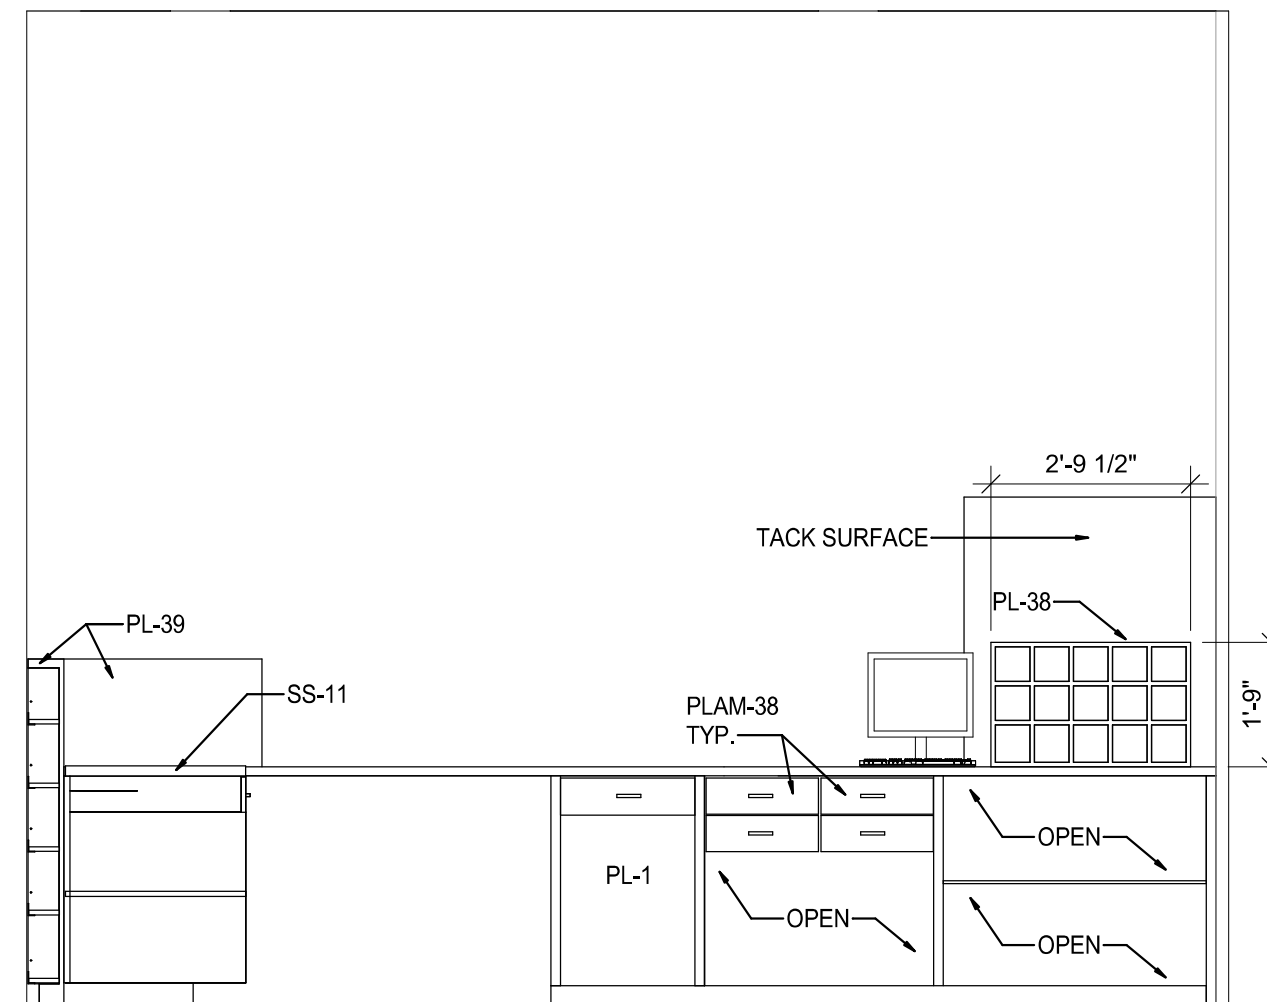 2'-9 1/2"
TACK SURFACE
PL-38
PL-39
SS-11
PLAM-38
TYP.
1'-9"
OPEN
PL-1
OPEN
OPEN